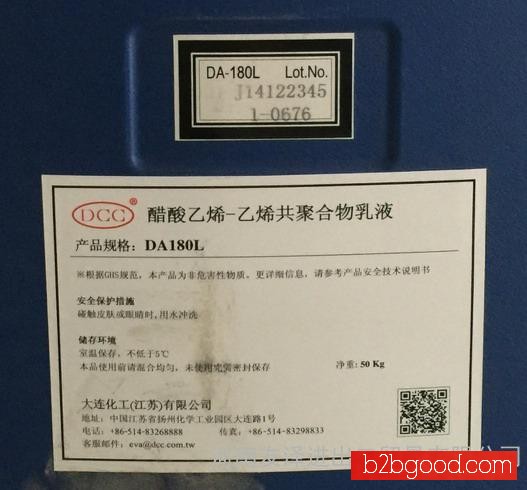 DA-180L Lot.No.
J14122345
1-0676
DCC® 醋酸乙烯-乙烯共聚合物乳液
产品规格: DA180L
※根据GHS规范,本产品为非危害性物质。更详细信息,请参考产品安全技术说明书
安全保护措施
碰触皮肤或眼睛时,用水冲洗
储存环境
室温保存,不低于5℃
本品使用前请混合均匀,未使用完需密封保存
净重: 50 Kg
大连化工(江苏)有限公司
地址: 中国江苏省扬州化学工业园区大连路1号
电话: +86-514-83268888 传真: +86-514-83298833
客服邮件: eva@dcc.com.tw
b2bgood.com